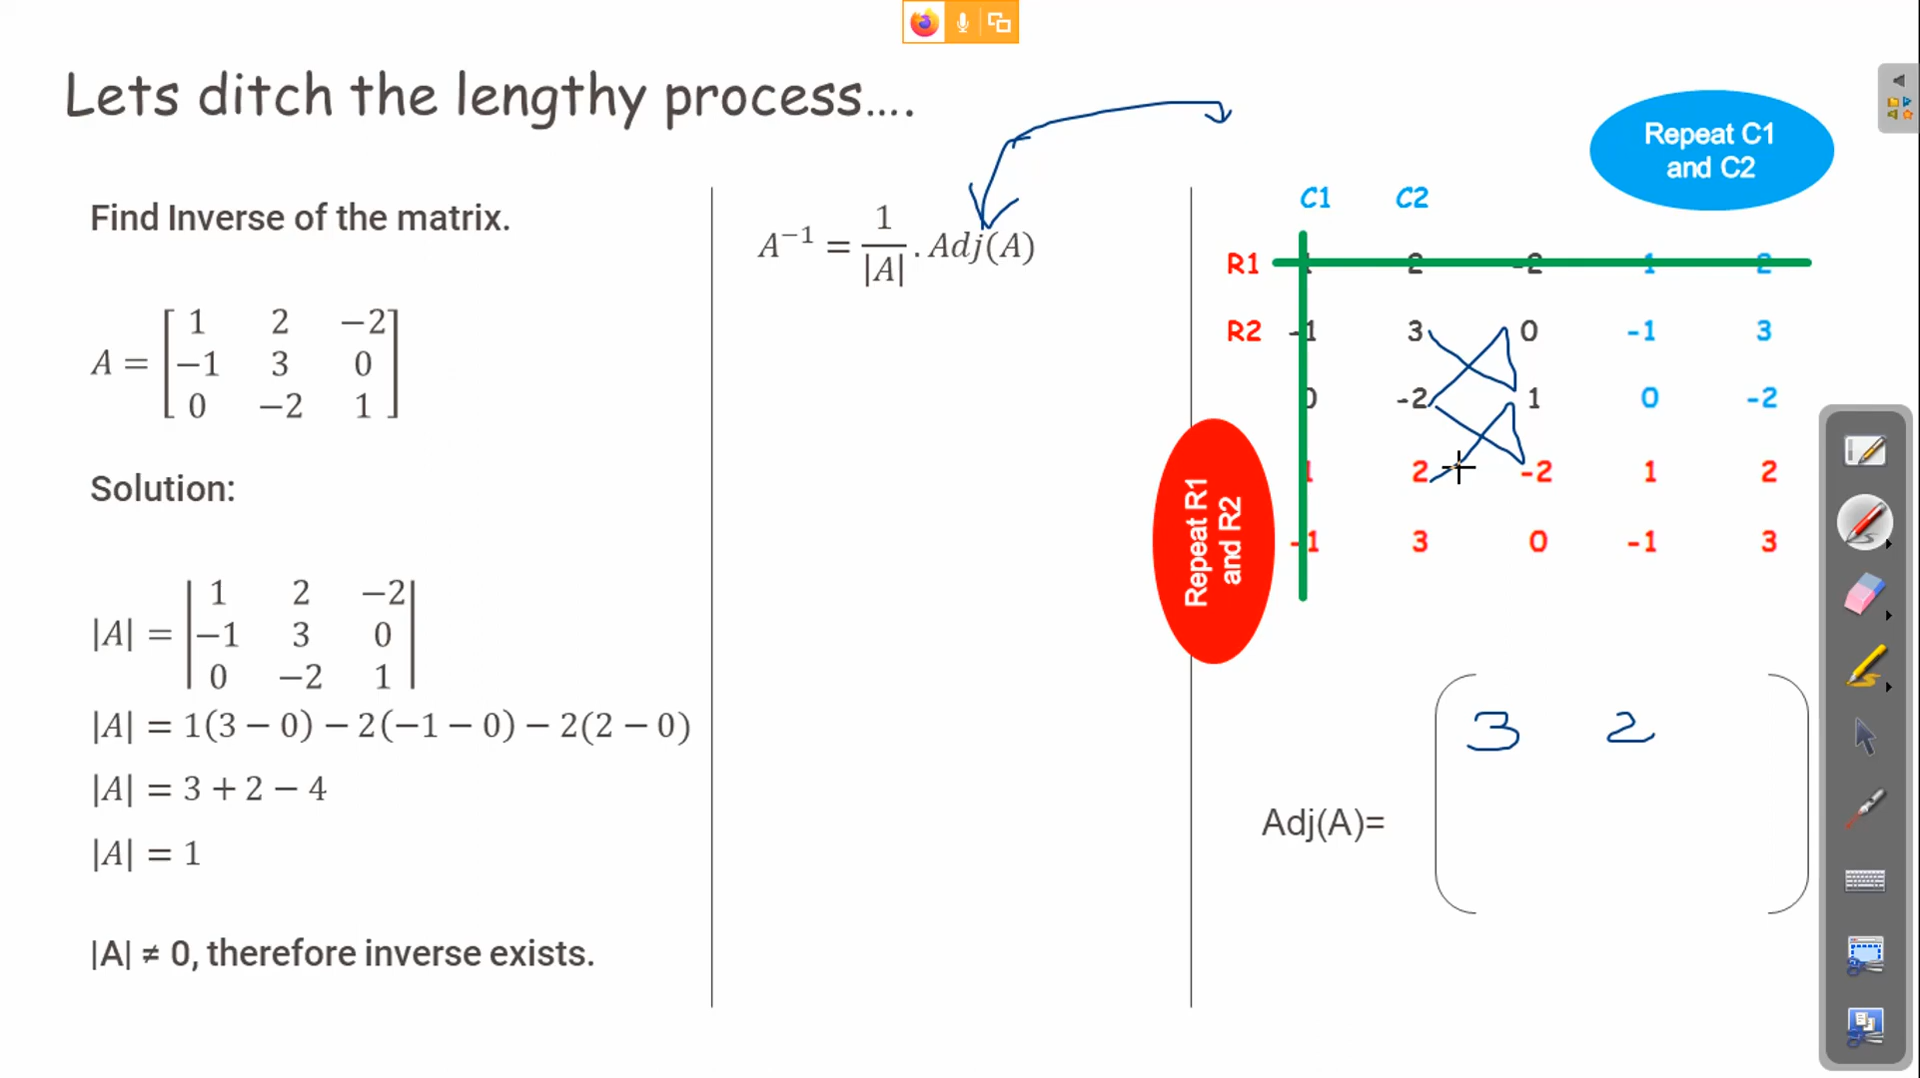 Lets ditch the lengthy process....
Find Inverse of the matrix.
A = [1 2 −2
−1 3 0
0 −2 1]
Solution:
|A| = |1 2 −2
−1 3 0
0 −2 1|
|A| = 1(3 − 0) − 2(−1 − 0) − 2(2 − 0)
|A| = 3 + 2 − 4
|A| = 1
|A| ≠ 0, therefore inverse exists.
A⁻¹ = 1/|A| . Adj(A)
Repeat C1
and C2
C1 C2
R1 1 2 -2 1 2
R2 -1 3 0 -1 3
0 -2 1 0 -2
1 2 -2 1 2
-1 3 0 -1 3
Repeat R1
and R2
3 2
Adj(A)=